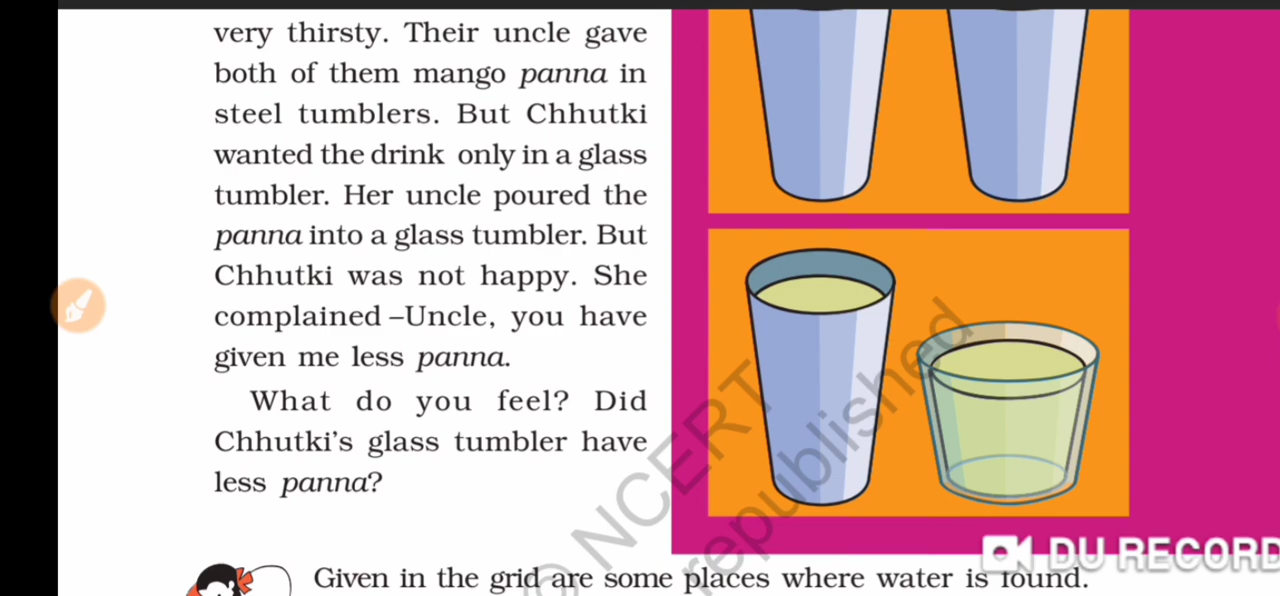 very thirsty. Their uncle gave
both of them mango panna in
steel tumblers. But Chhutki
wanted the drink only in a glass
tumbler. Her uncle poured the
panna into a glass tumbler. But
Chhutki was not happy. She
complained –Uncle, you have
given me less panna.
What do you feel? Did
Chhutki's glass tumbler have
less panna?
© NCERT
republished
DU RECORD
Given in the grid are some places where water is found.